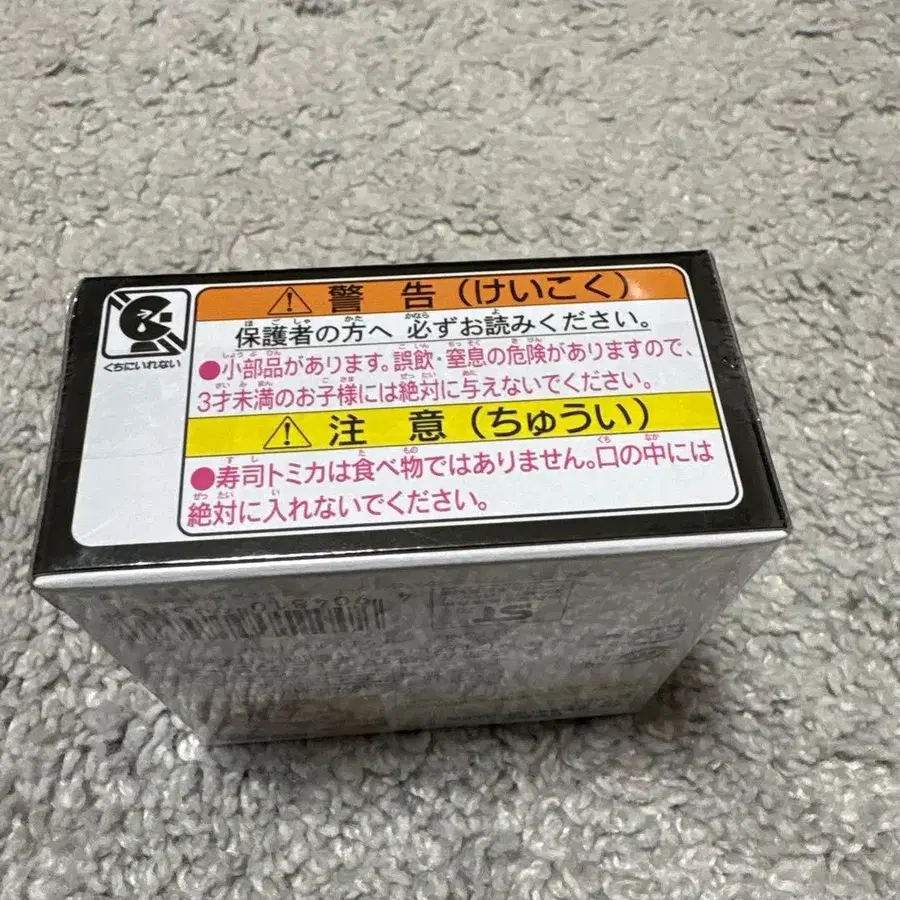 くちにいれない
⚠ 警告(けいこく)
保護者の方へ 必ずお読みください。
●小部品があります。誤飲・窒息の危険がありますので、
3才未満のお子様には絶対に与えないでください。
⚠ 注意(ちゅうい)
●寿司トミカは食べ物ではありません。口の中には
絶対に入れないでください。
ST